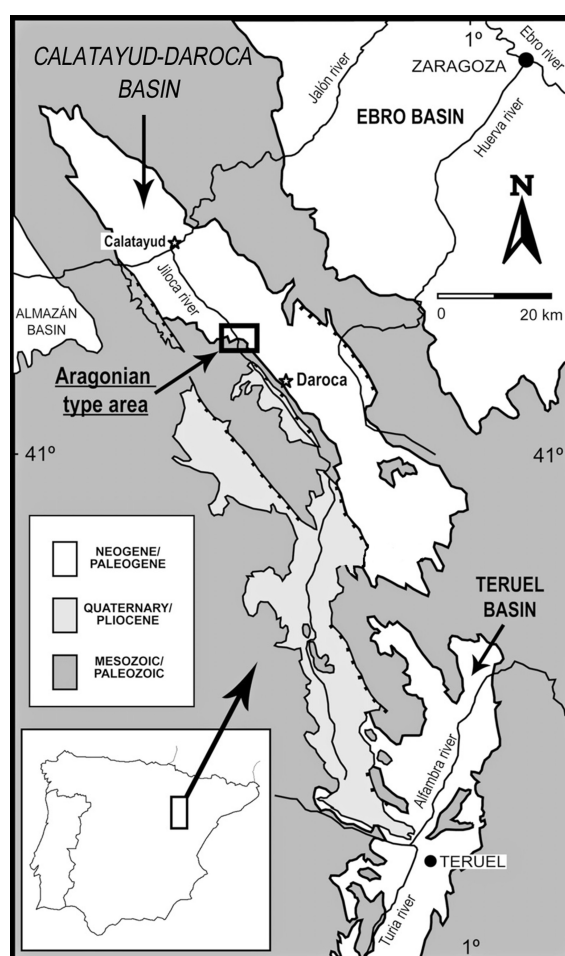 CALATAYUD-DAROCA
BASIN
1º
Ebro river
ZARAGOZA
Jalón river
EBRO BASIN
Huerva river
N
Calatayud
Jiloca river
0 20 km
ALMAZÁN
BASIN
Aragonian
type area
Daroca
41º
41º
NEOGENE/
PALEOGENE
QUATERNARY/
PLIOCENE
MESOZOIC/
PALEOZOIC
TERUEL
BASIN
Alfambra river
TERUEL
Turia river
1º